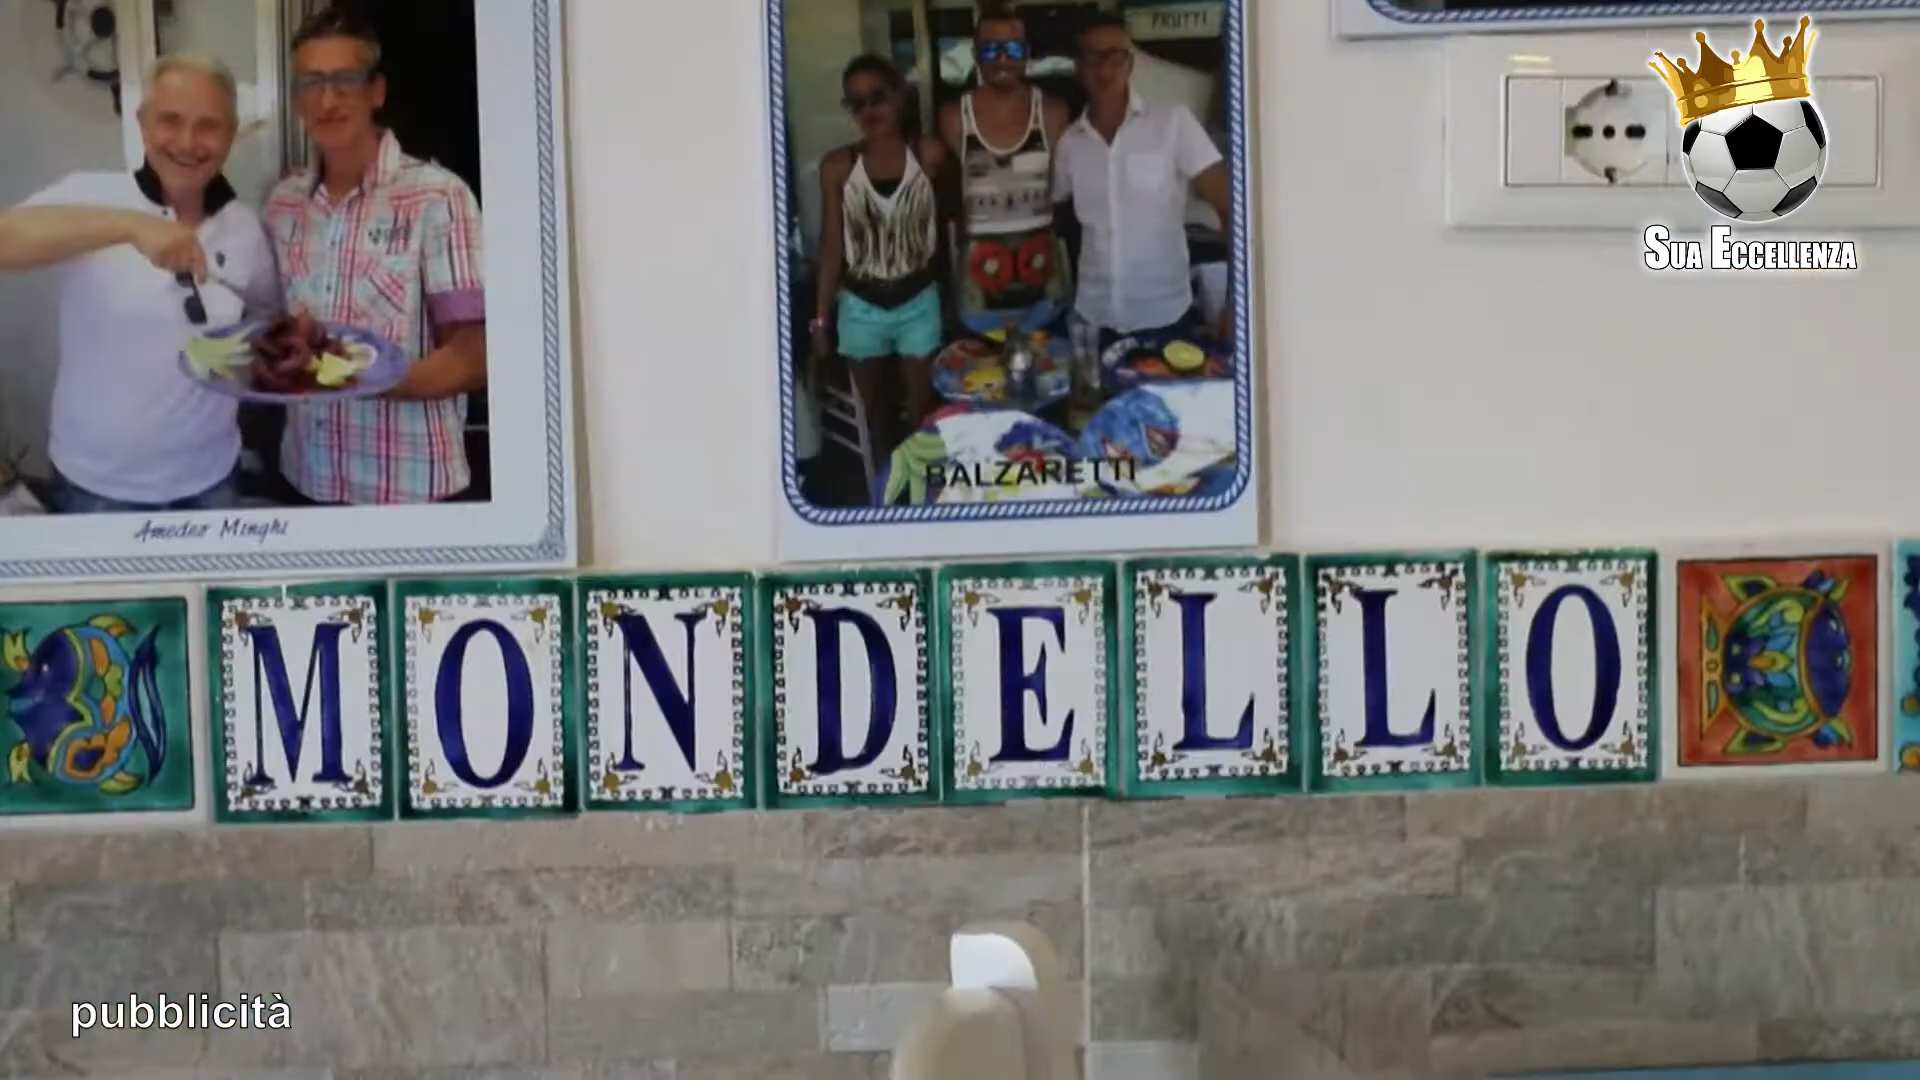 FRUTTI
SUA ECCELLENZA
BALZARETTI
Amedeo Minghi
MONDELLO
pubblicità